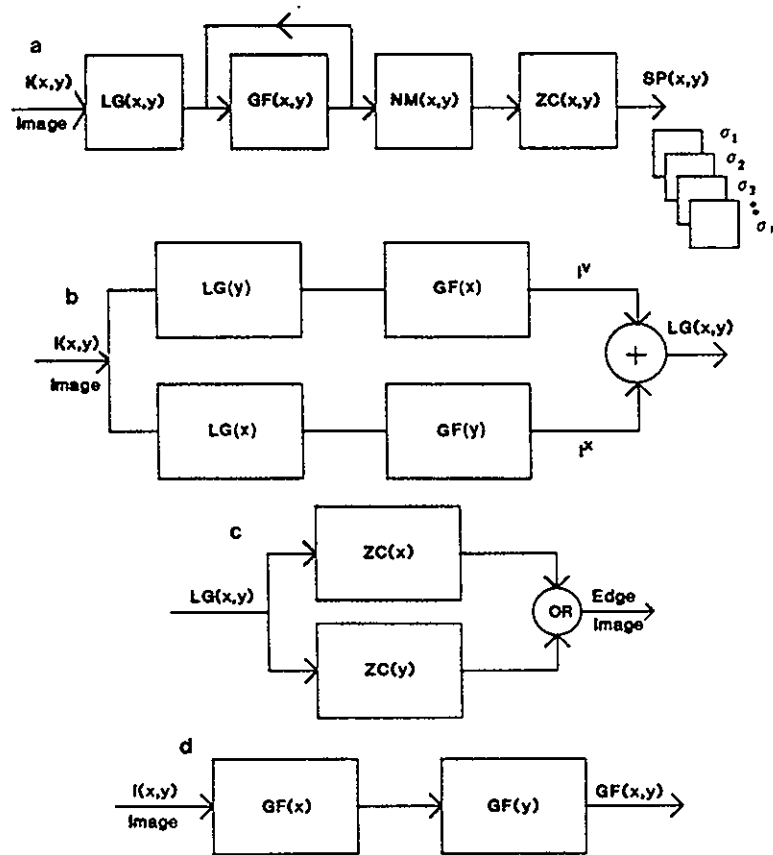 a
I(x,y)
Image
LG(x,y)
GF(x,y)
NM(x,y)
ZC(x,y)
SP(x,y)
σ1
σ2
σ3
σ
b
I(x,y)
Image
LG(y)
GF(x)
LG(x)
GF(y)
I^x
+
LG(x,y)
c
LG(x,y)
ZC(x)
ZC(y)
OR
Edge
Image
d
I(x,y)
Image
GF(x)
GF(y)
GF(x,y)